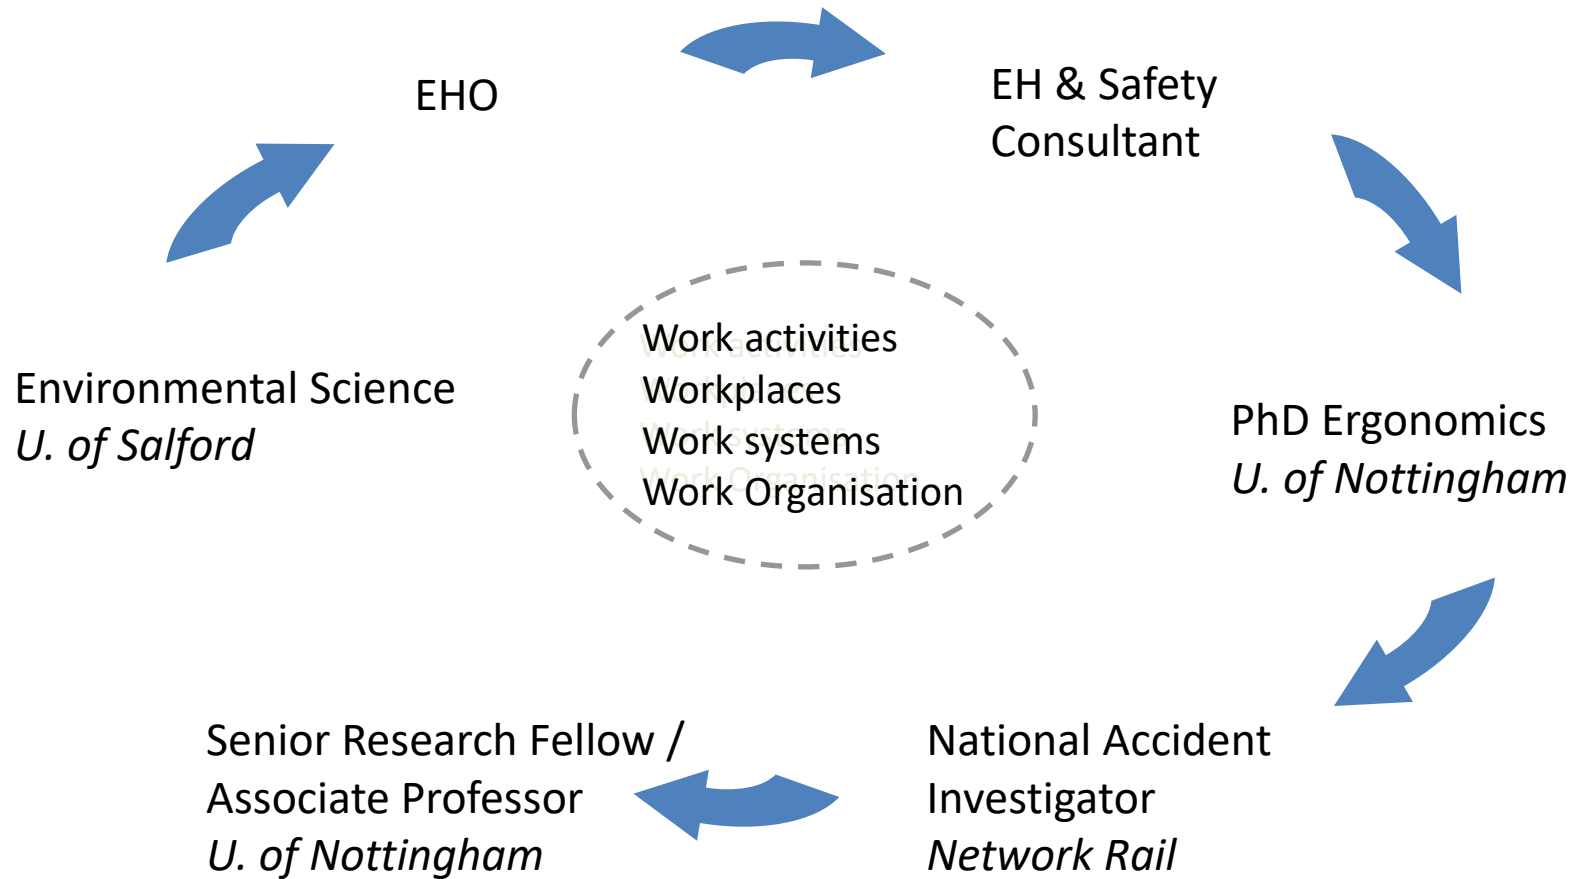 EHO
EH & Safety
Consultant
Environmental Science
U. of Salford
Work activities
Workplaces
Work systems
Work Organisation
PhD Ergonomics
U. of Nottingham
Senior Research Fellow /
Associate Professor
U. of Nottingham
National Accident
Investigator
Network Rail